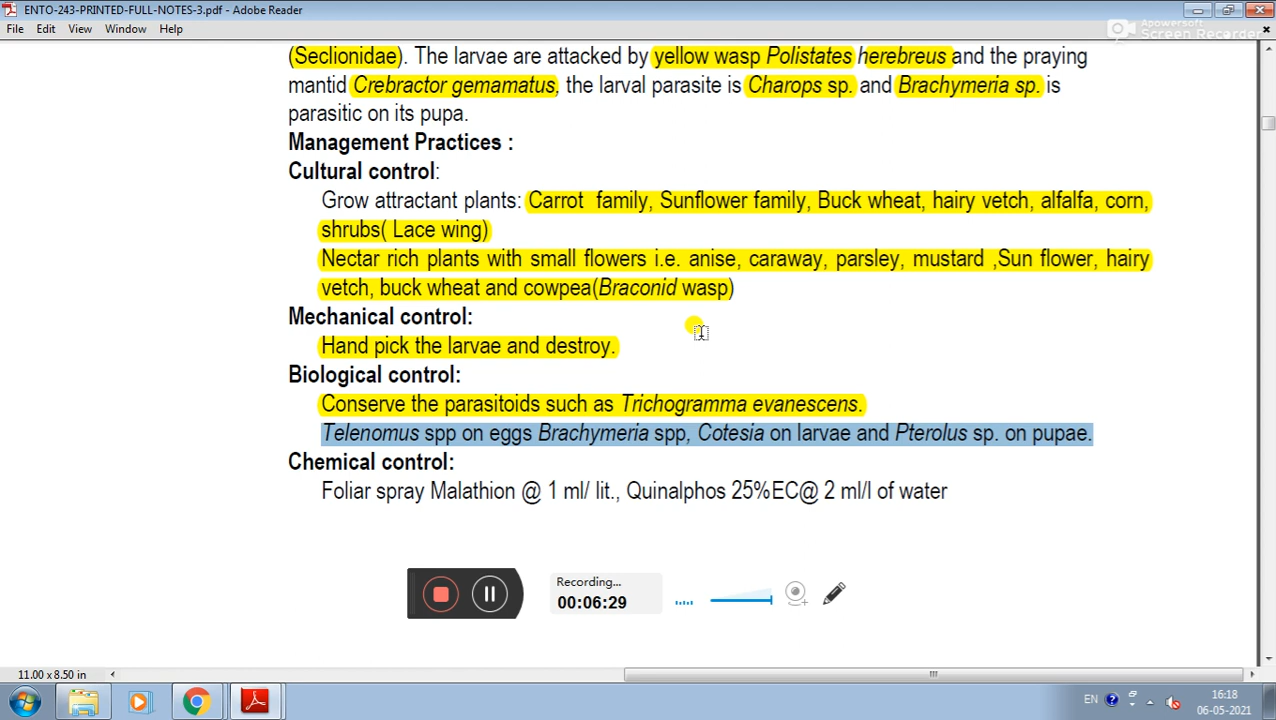 ENTO-243-PRINTED-FULL-NOTES-3.pdf - Adobe Reader
File Edit View Window Help
Apowersoft
Screen Recorder
(Seclionidae). The larvae are attacked by yellow wasp Polistates herebreus and the praying
mantid Crebractor gemamatus, the larval parasite is Charops sp. and Brachymeria sp. is
parasitic on its pupa.
Management Practices :
Cultural control:
Grow attractant plants: Carrot family, Sunflower family, Buck wheat, hairy vetch, alfalfa, corn,
shrubs( Lace wing)
Nectar rich plants with small flowers i.e. anise, caraway, parsley, mustard ,Sun flower, hairy
vetch, buck wheat and cowpea(Braconid wasp)
Mechanical control:
Hand pick the larvae and destroy.
Biological control:
Conserve the parasitoids such as Trichogramma evanescens.
Telenomus spp on eggs Brachymeria spp, Cotesia on larvae and Pterolus sp. on pupae.
Chemical control:
Foliar spray Malathion @ 1 ml/ lit., Quinalphos 25%EC@ 2 ml/l of water
Recording...
00:06:29
11.00 x 8.50 in
EN
16:18
06-05-2021